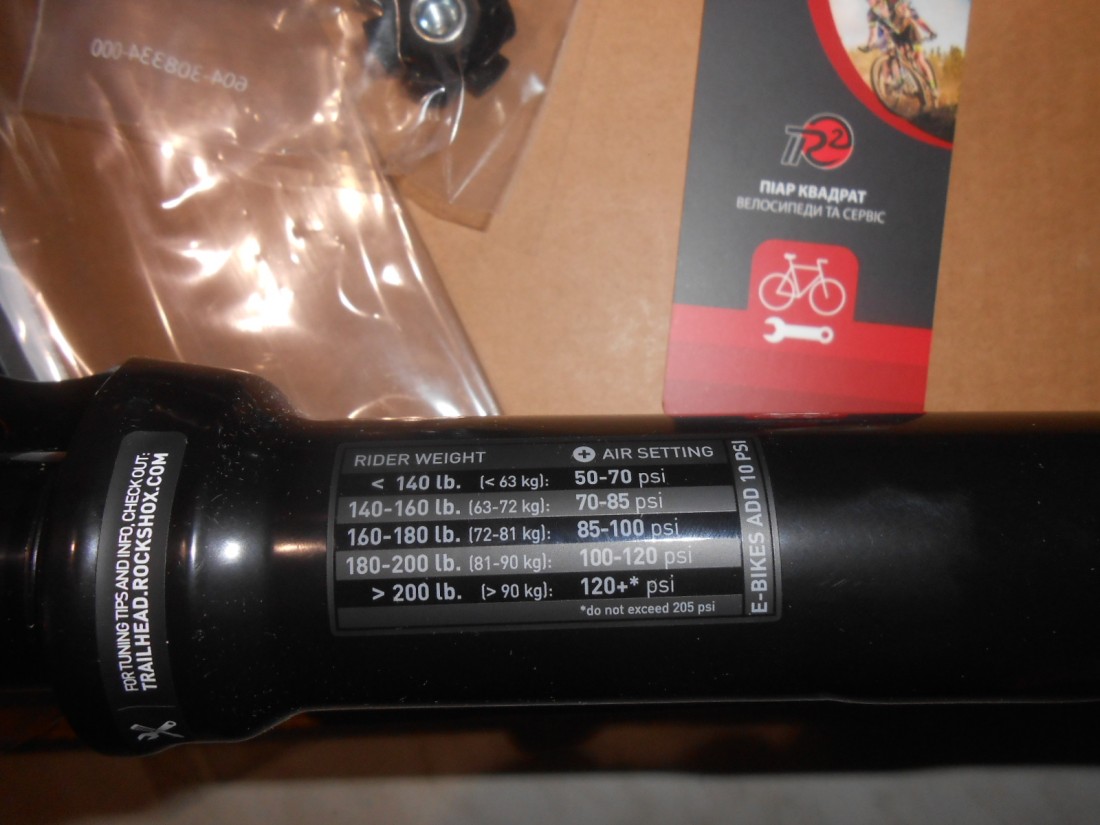 604-308334-000
R2
ПІАР КВАДРАТ
ВЕЛОСИПЕДИ ТА СЕРВІС
RIDER WEIGHT + AIR SETTING
< 140 lb. (< 63 kg): 50-70 psi
140-160 lb. (63-72 kg): 70-85 psi
160-180 lb. (72-81 kg): 85-100 psi
180-200 lb. (81-90 kg): 100-120 psi
> 200 lb. (> 90 kg): 120+* psi
*do not exceed 205 psi
E-BIKES ADD 10 PSI
FOR TUNING TIPS AND INFO, CHECK OUT:
TRAILHEAD.ROCKSHOX.COM